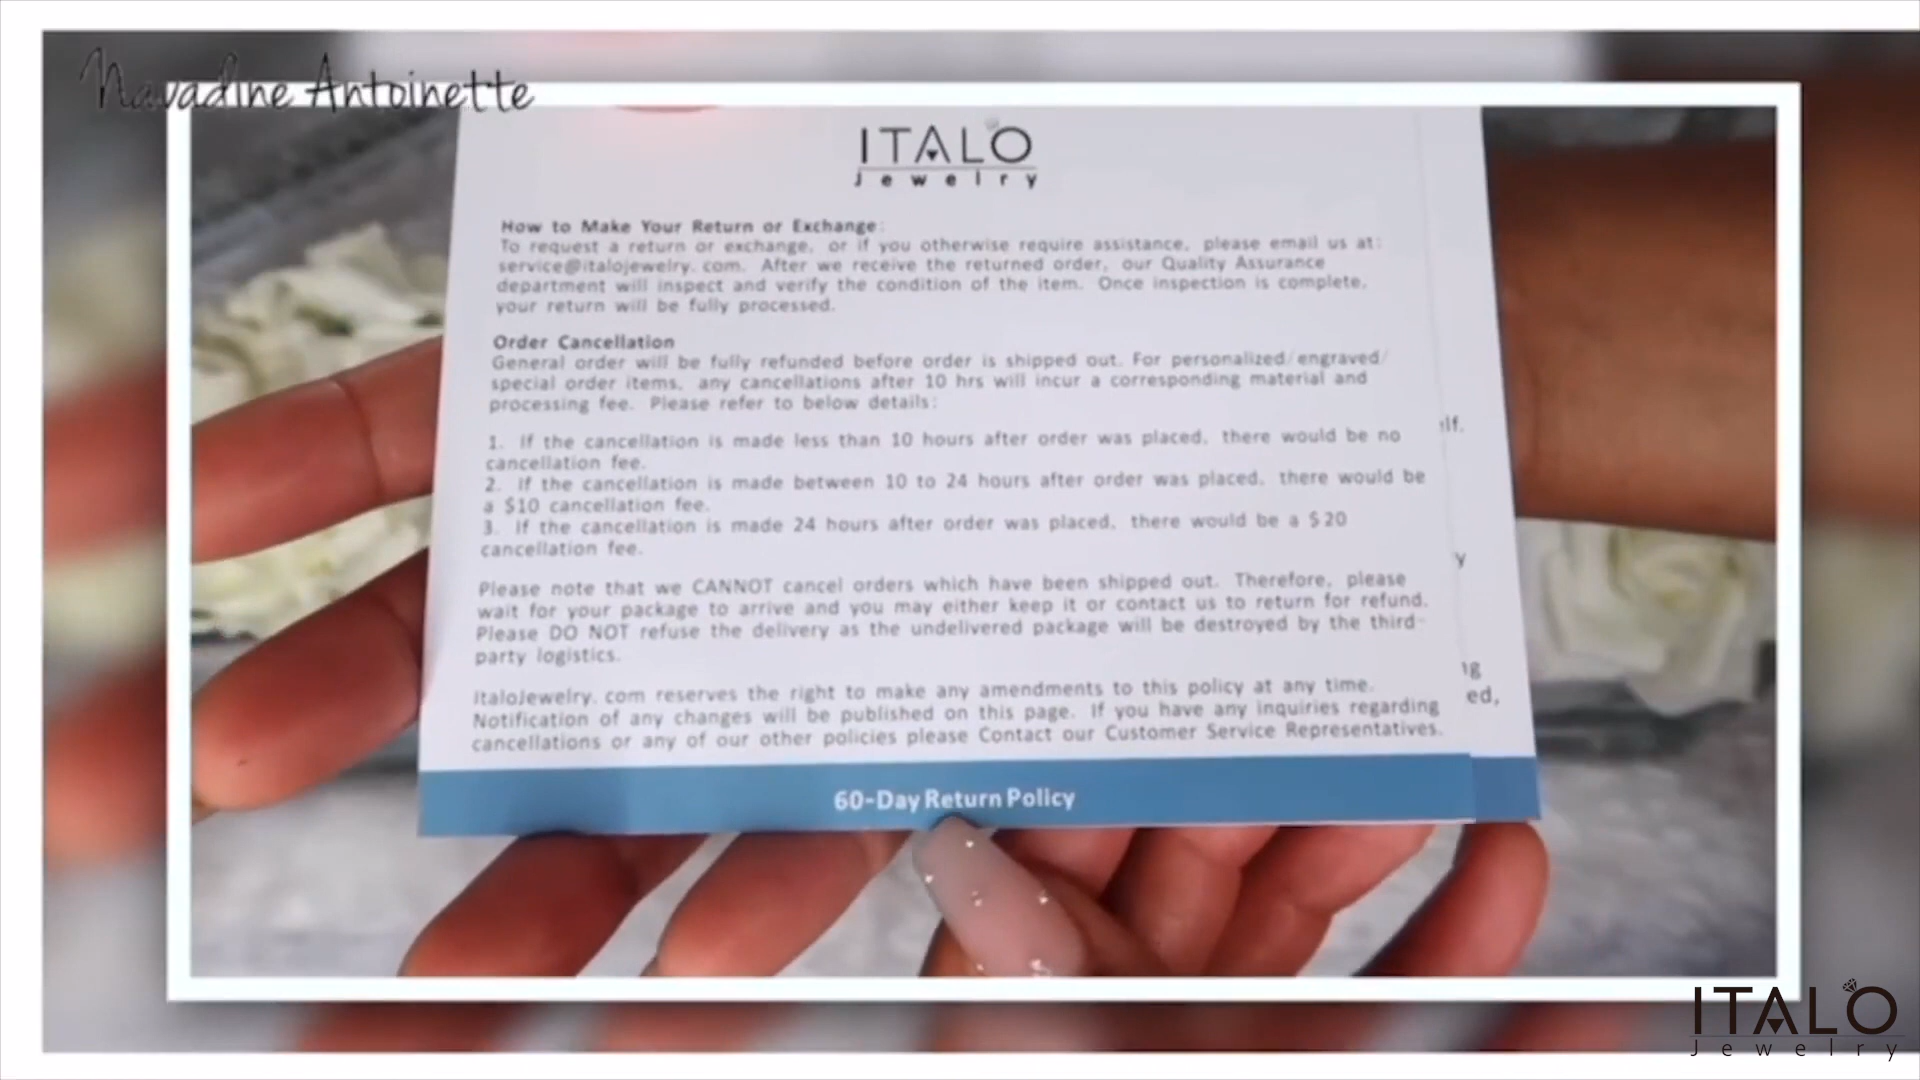 Navadine Antoinette
ITALO
Jewelry
How to Make Your Return or Exchange:
To request a return or exchange, or if you otherwise require assistance, please email us at:
service@italojewelry. com. After we receive the returned order, our Quality Assurance
department will inspect and verify the condition of the item. Once inspection is complete,
your return will be fully processed.
Order Cancellation
General order will be fully refunded before order is shipped out. For personalized/engraved/
special order items, any cancellations after 10 hrs will incur a corresponding material and
processing fee. Please refer to below details:
1. If the cancellation is made less than 10 hours after order was placed, there would be no
cancellation fee.
2. If the cancellation is made between 10 to 24 hours after order was placed, there would be
a $10 cancellation fee.
3. If the cancellation is made 24 hours after order was placed, there would be a $20
cancellation fee.
Please note that we CANNOT cancel orders which have been shipped out. Therefore, please
wait for your package to arrive and you may either keep it or contact us to return for refund.
Please DO NOT refuse the delivery as the undelivered package will be destroyed by the third-
party logistics.
ItaloJewelry. com reserves the right to make any amendments to this policy at any time.
Notification of any changes will be published on this page. If you have any inquiries regarding
cancellations or any of our other policies please Contact our Customer Service Representatives.
60-Day Return Policy
elf.
y
ng
ed,
ITALO
Jewelry